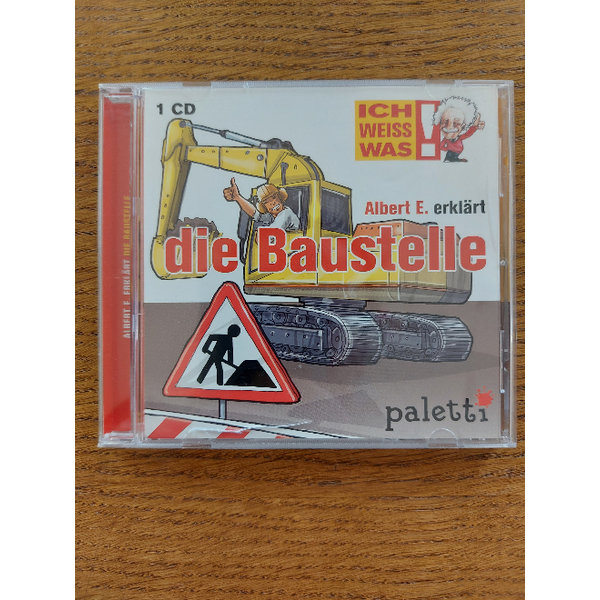 1 CD
ICH
WEISS
WAS!
Albert E. erklärt
die Baustelle
paletti
ALBERT E. ERKLÄRT DIE BAUSTELLE